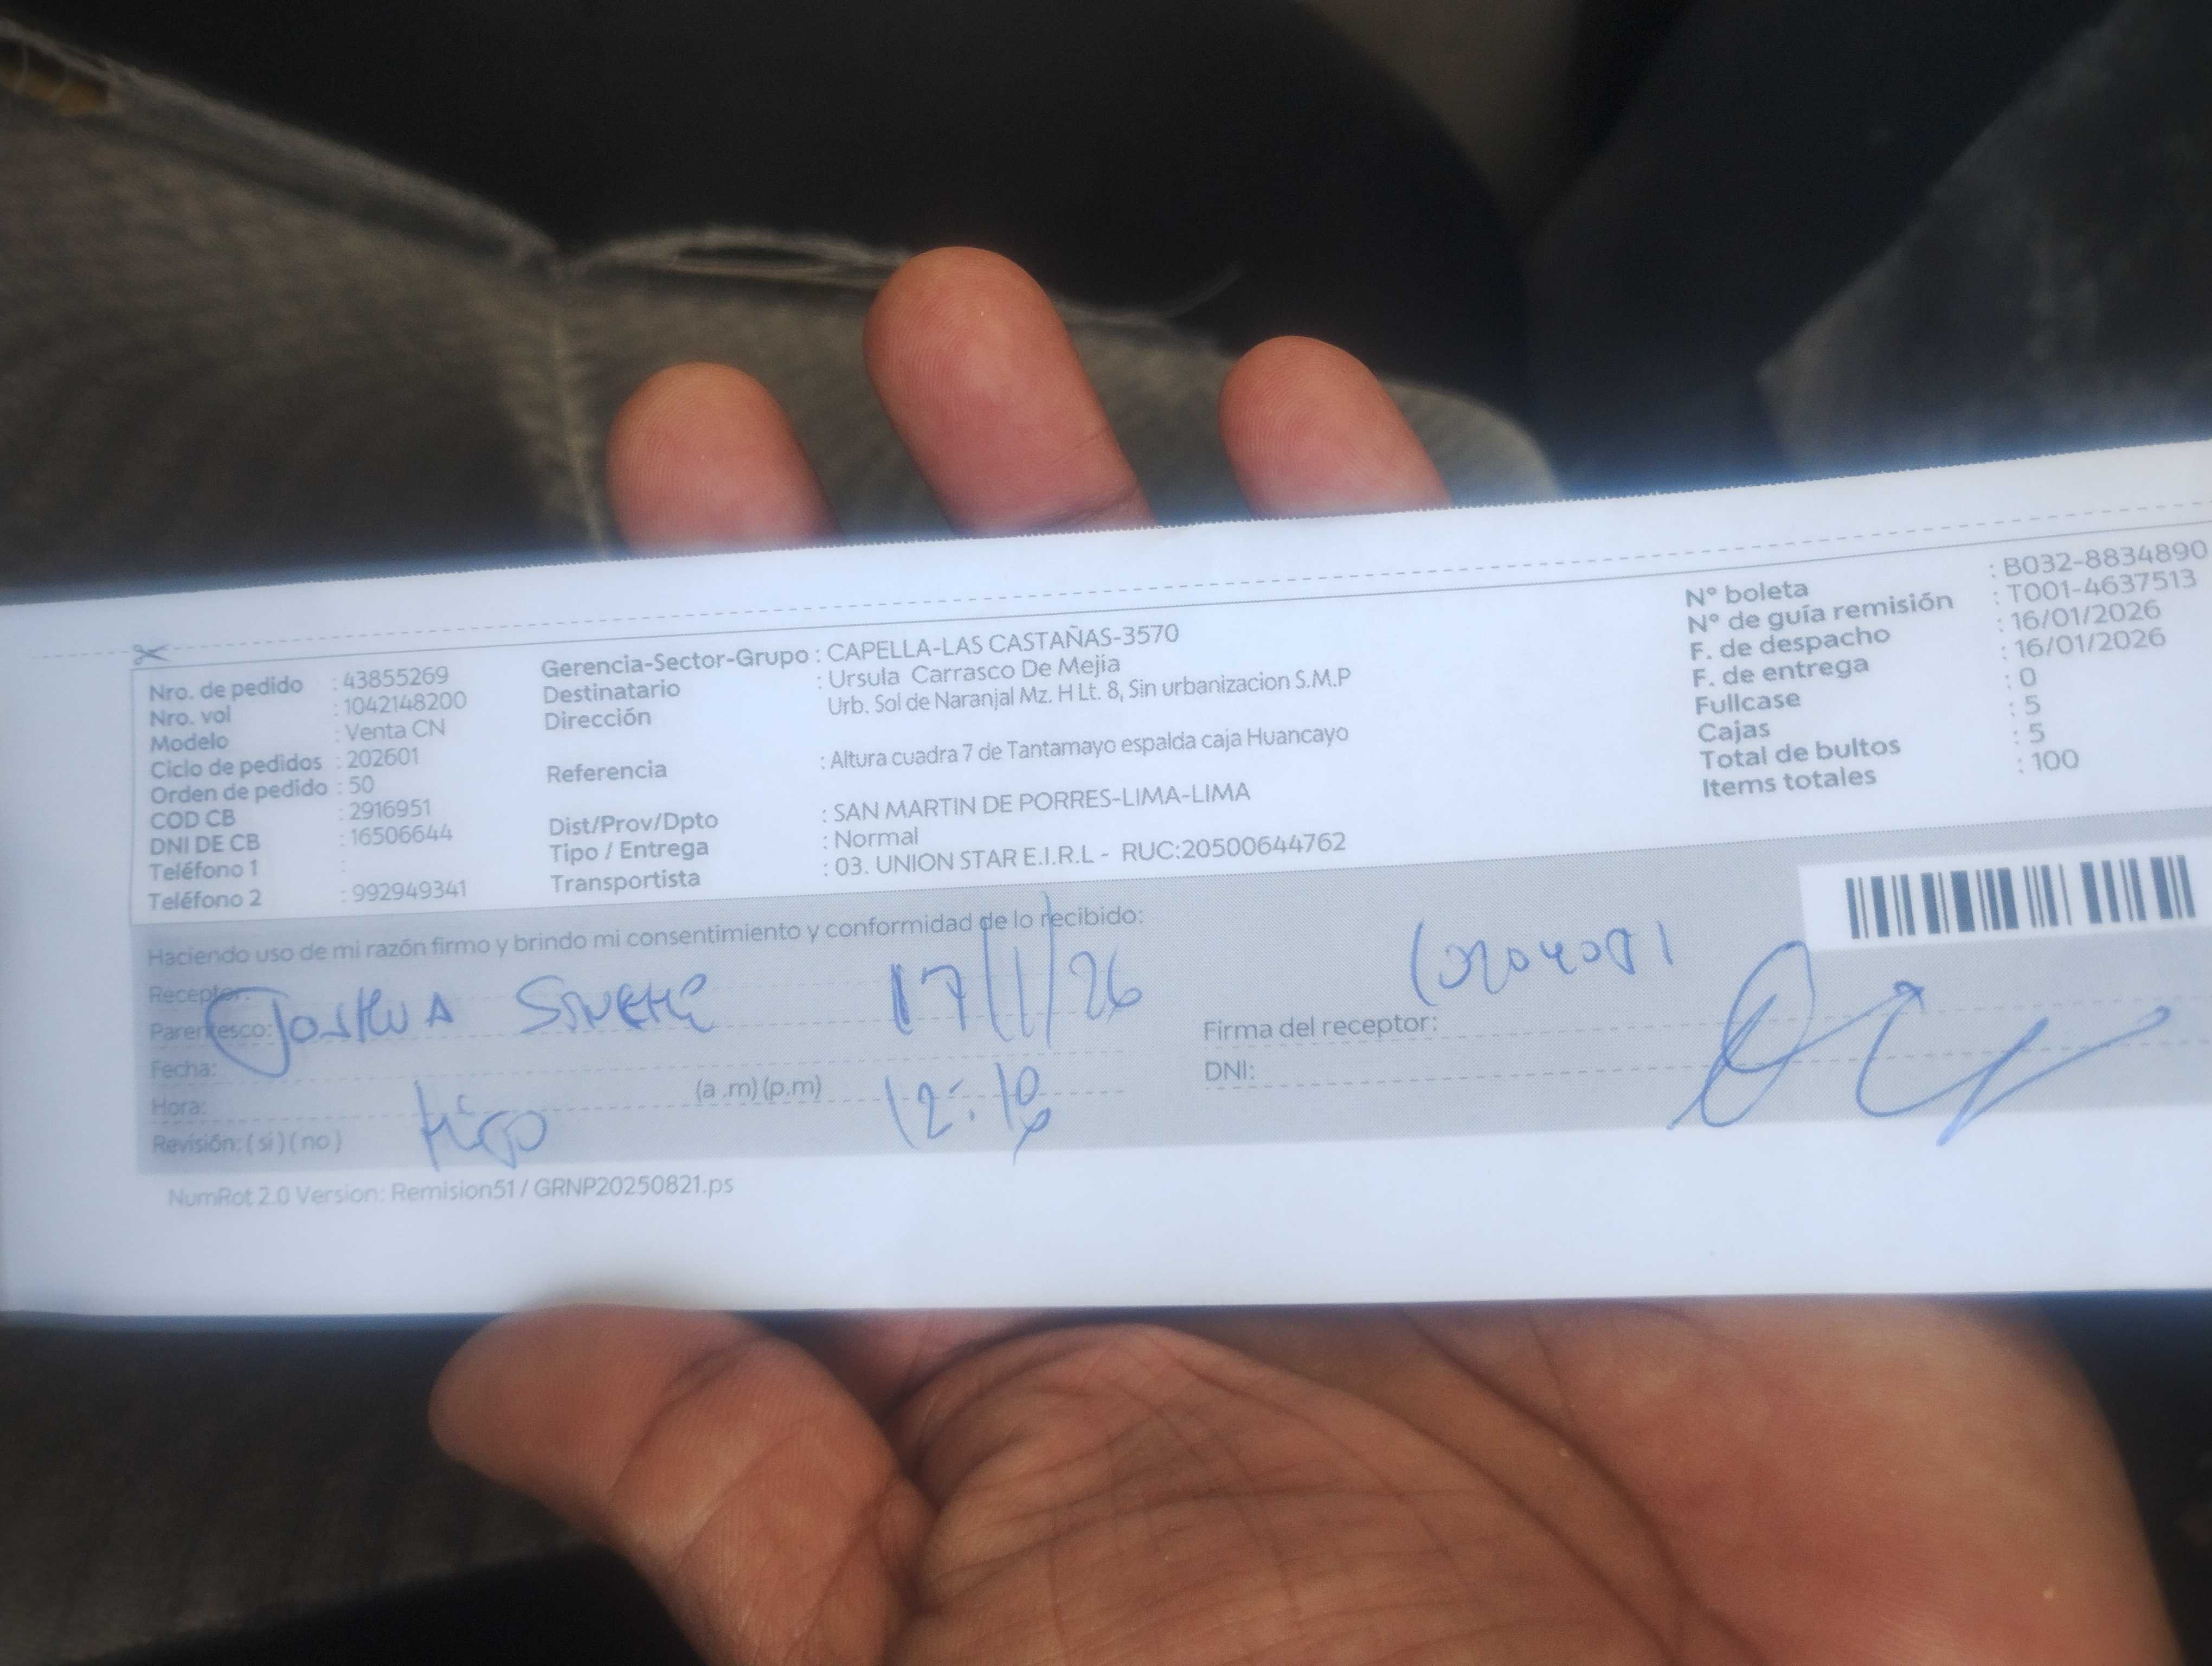 Nro. de pedido : 43855269
Nro. vol : 1042148200
Modelo : Venta CN
Ciclo de pedidos : 202601
Orden de pedido : 50
COD CB : 2916951
DNI DE CB : 16506644
Teléfono 1 :
Teléfono 2 : 992949341
Gerencia-Sector-Grupo : CAPELLA-LAS CASTAÑAS-3570
Destinatario : Ursula Carrasco De Mejía
Dirección Urb. Sol de Naranjal Mz. H Lt. 8, Sin urbanizacion S.M.P
Referencia : Altura cuadra 7 de Tantamayo espalda caja Huancayo
Dist/Prov/Dpto : SAN MARTIN DE PORRES-LIMA-LIMA
Tipo / Entrega : Normal
Transportista : 03. UNION STAR E.I.R.L - RUC:20500644762
N° boleta : B032-8834890
N° de guía remisión : T001-4637513
F. de despacho : 16/01/2026
F. de entrega : 16/01/2026
Fullcase : 0
Cajas : 5
Total de bultos : 5
Items totales : 100
Haciendo uso de mi razón firmo y brindo mi consentimiento y conformidad de lo recibido:
Receptor:
Parentesco: Joshua 17/1/26
Fecha:
Hora: (a .m) (p.m) 12:
Revisión: ( si ) ( no )
Firma del receptor:
DNI:
NumRot 2.0 Version: Remision51 / GRNP20250821.ps